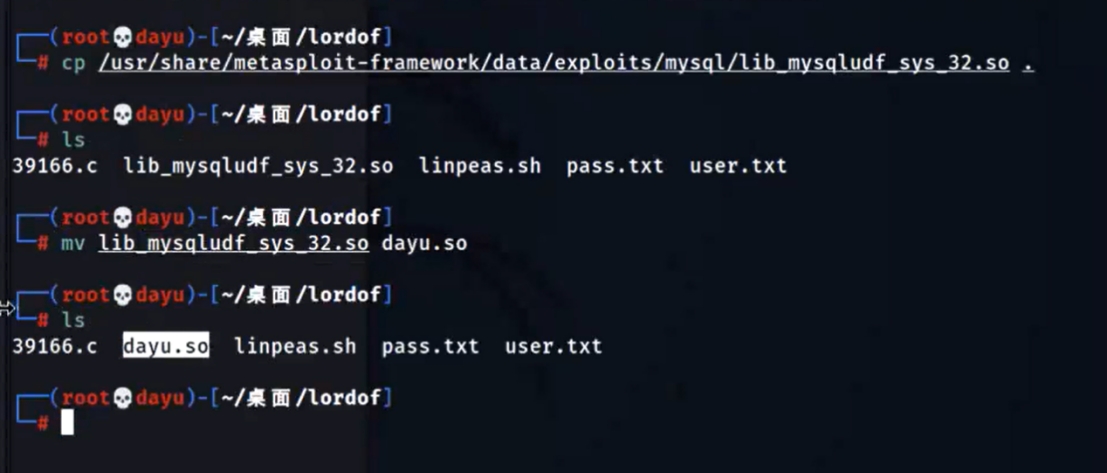 ┌──(root💀dayu)-[~/桌面/lordof]
└─# cp /usr/share/metasploit-framework/data/exploits/mysql/lib_mysqludf_sys_32.so .
┌──(root💀dayu)-[~/桌面/lordof]
└─# ls
39166.c  lib_mysqludf_sys_32.so  linpeas.sh  pass.txt  user.txt
┌──(root💀dayu)-[~/桌面/lordof]
└─# mv lib_mysqludf_sys_32.so dayu.so
┌──(root💀dayu)-[~/桌面/lordof]
└─# ls
39166.c  dayu.so  linpeas.sh  pass.txt  user.txt
┌──(root💀dayu)-[~/桌面/lordof]
└─#